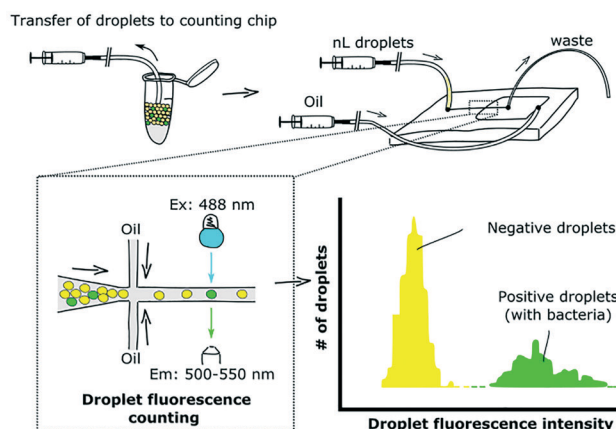 Transfer of droplets to counting chip
nL droplets
waste
Oil
Ex: 488 nm
Oil
Oil
Em: 500-550 nm
Droplet fluorescence
counting
# of droplets
Negative droplets
Positive droplets
(with bacteria)
Droplet fluorescence intensity